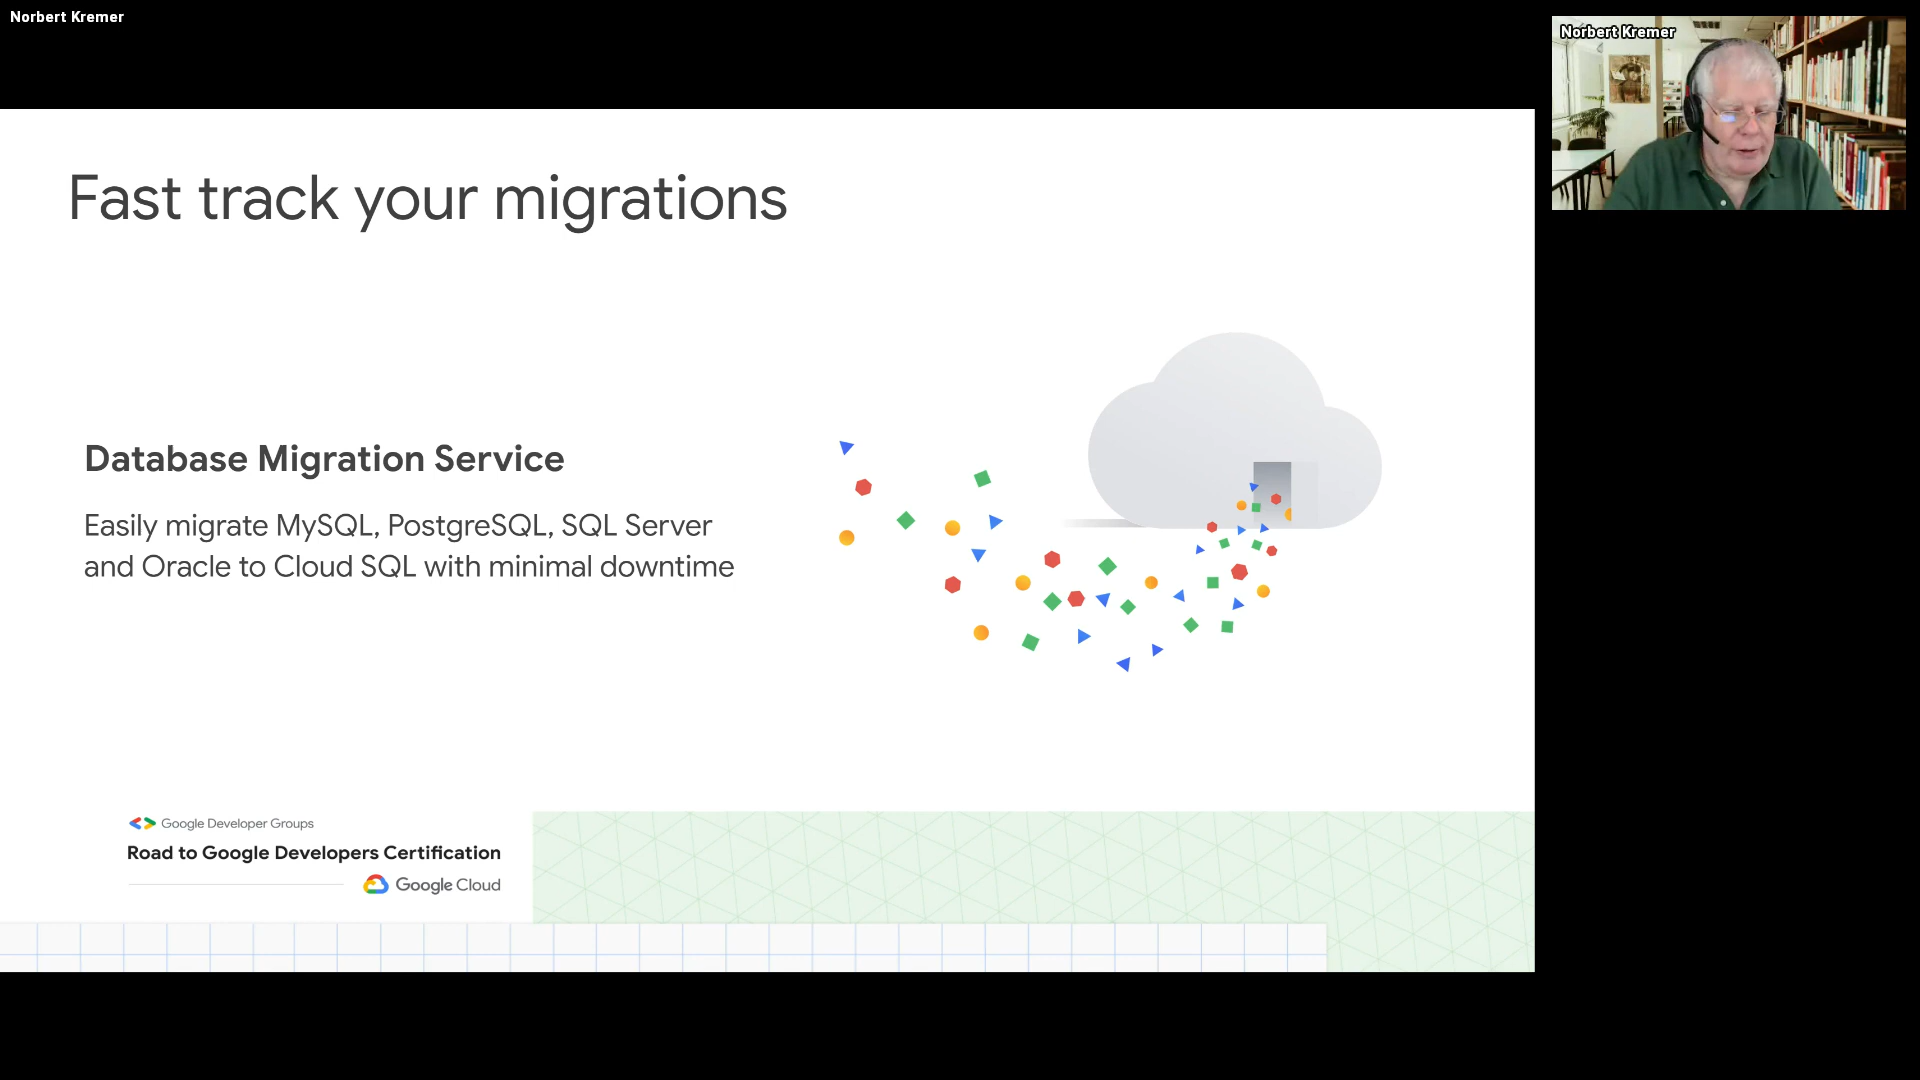 Norbert Kremer
Norbert Kremer
Fast track your migrations
Database Migration Service
Easily migrate MySQL, PostgreSQL, SQL Server
and Oracle to Cloud SQL with minimal downtime
Google Developer Groups
Road to Google Developers Certification
Google Cloud